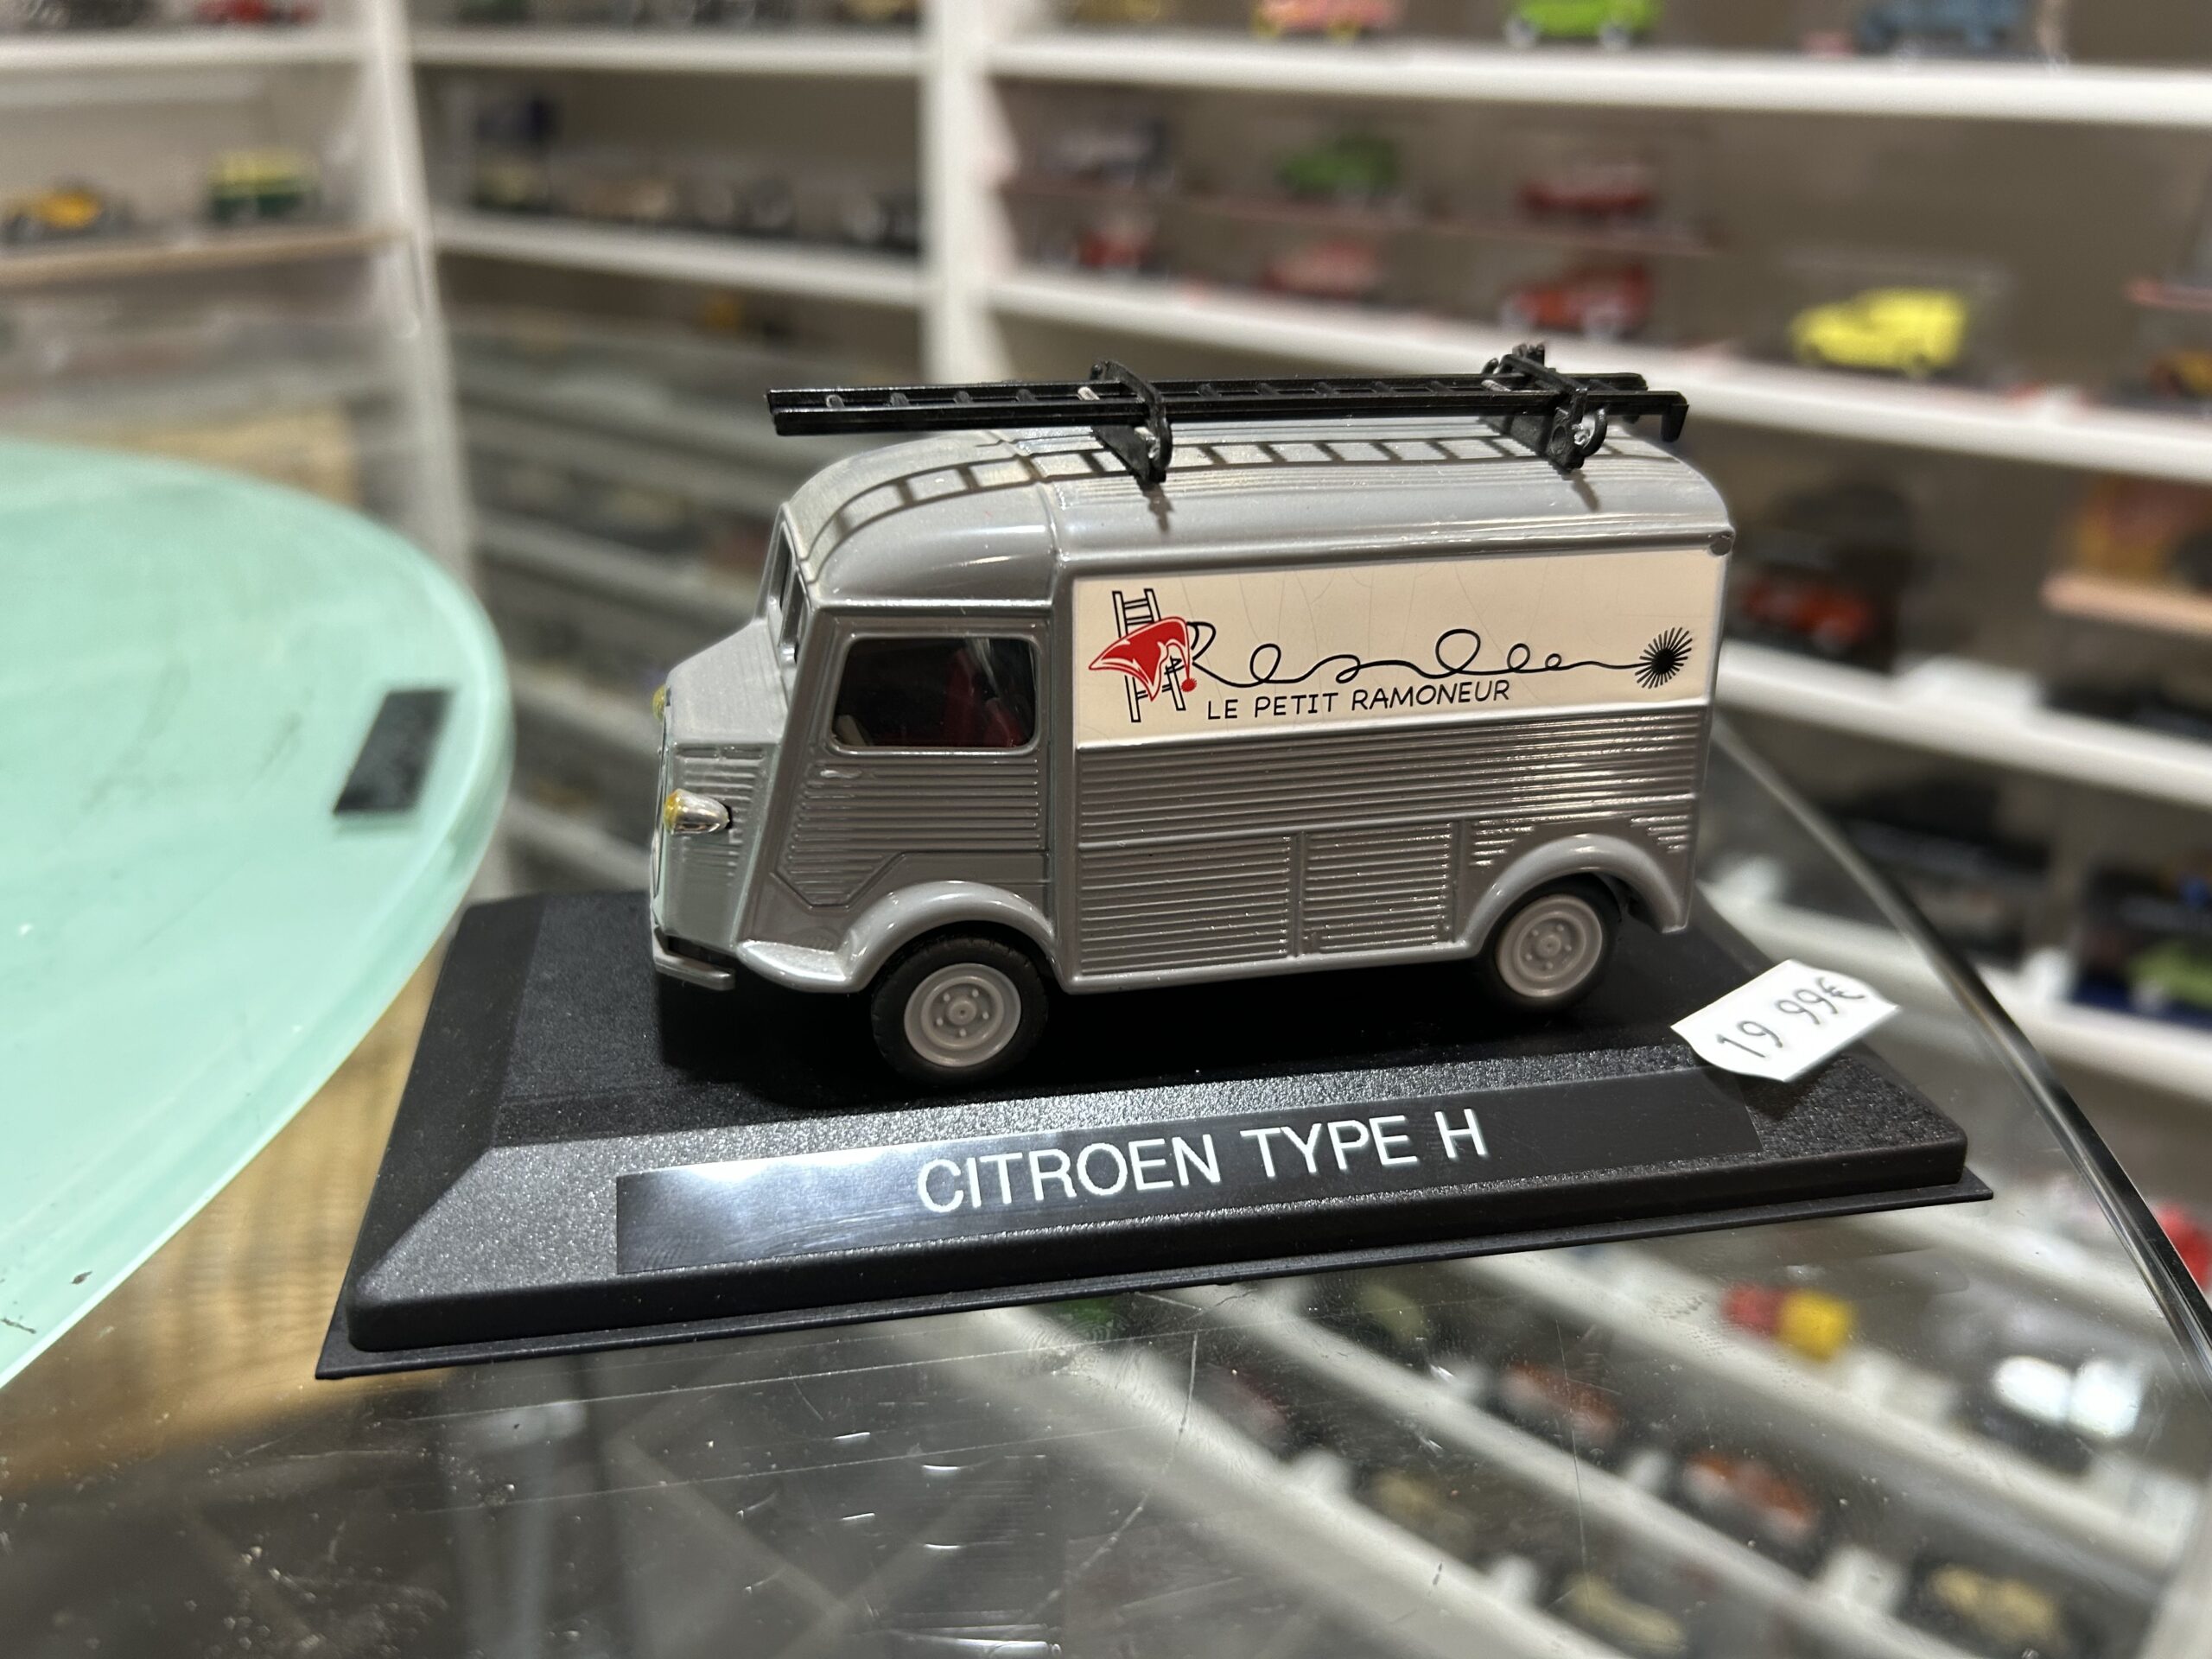 LE PETIT RAMONEUR
19 99€
CITROEN TYPE H